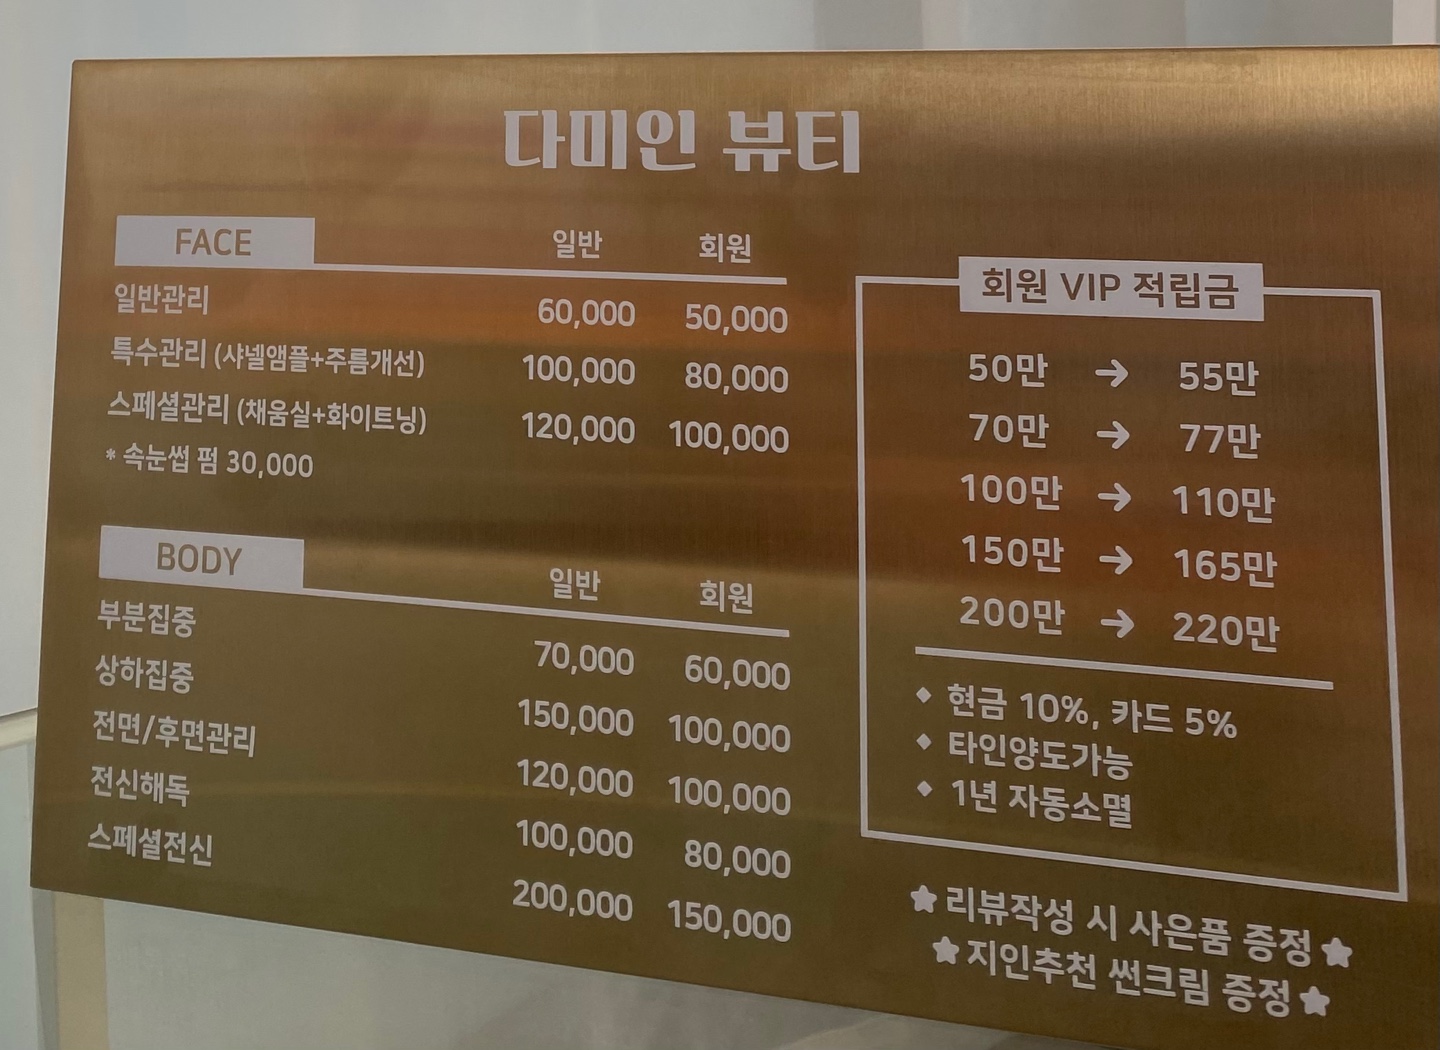 다미인 뷰티
FACE 일반 회원
일반관리 60,000 50,000
특수관리 (샤넬앰플+주름개선) 100,000 80,000
스페셜관리 (채움실+화이트닝) 120,000 100,000
* 속눈썹 펌 30,000
BODY 일반 회원
부분집중 70,000 60,000
상하집중 150,000 100,000
전면/후면관리 120,000 100,000
전신해독 100,000 80,000
스페셜전신 200,000 150,000
회원 VIP 적립금
50만 → 55만
70만 → 77만
100만 → 110만
150만 → 165만
200만 → 220만
◆ 현금 10%, 카드 5%
◆ 타인양도가능
◆ 1년 자동소멸
★리뷰작성 시 사은품 증정★
★지인추천 썬크림 증정★